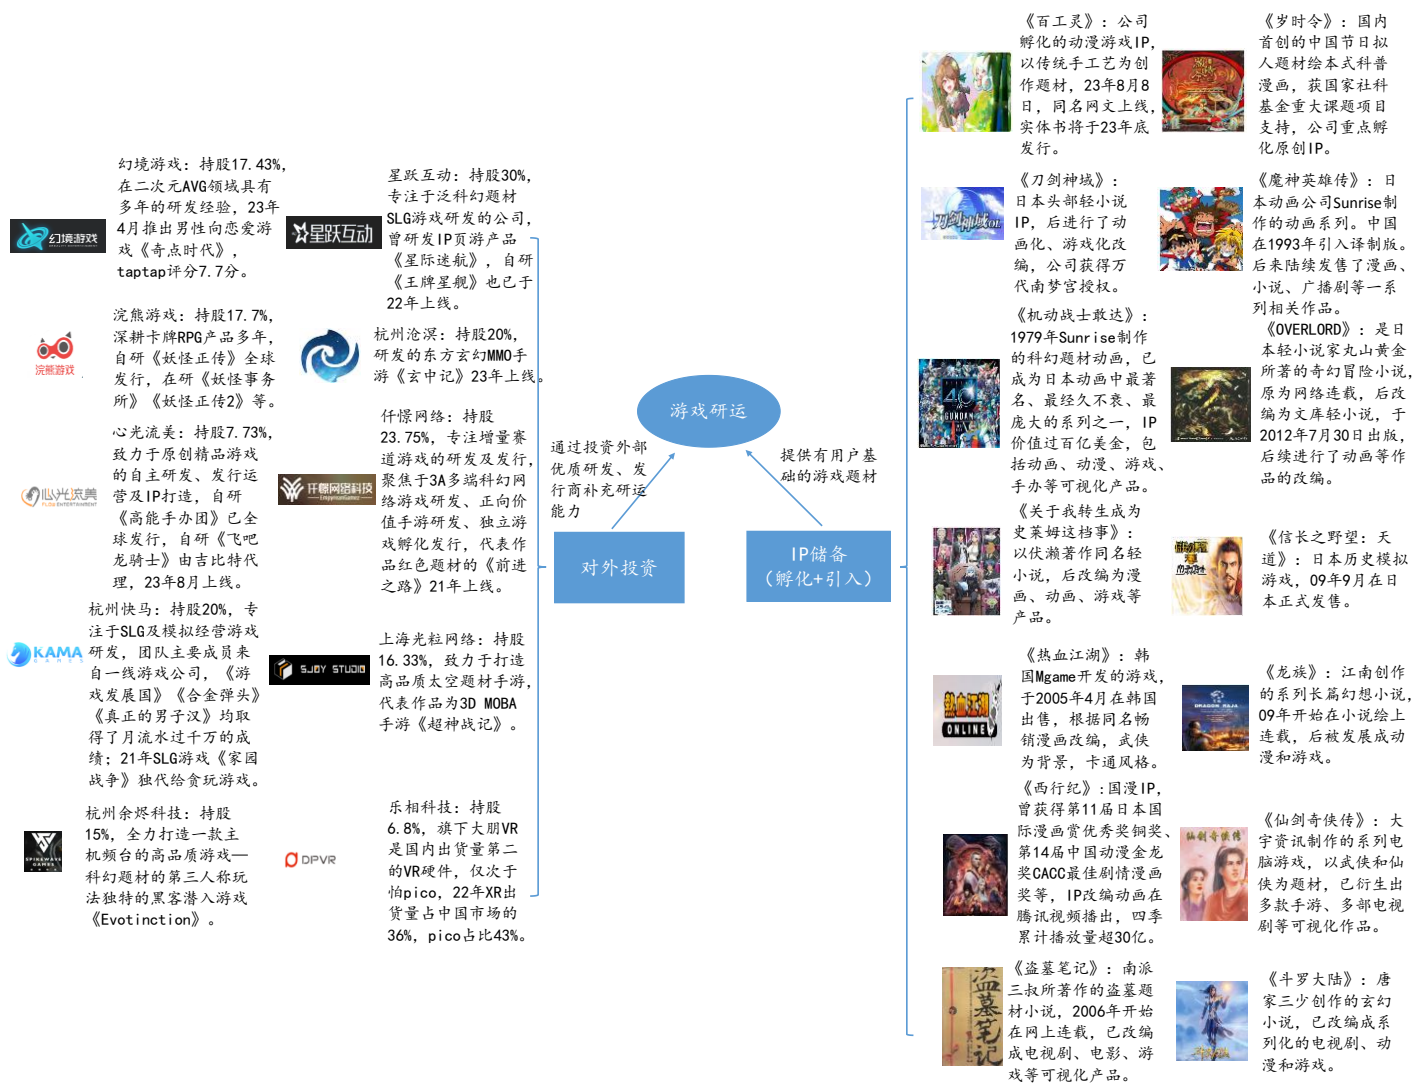 幻境游戏
幻境游戏：持股17.43%，
在二次元AVG领域具有
多年的研发经验，23年
4月推出男性向恋爱游
戏《奇点时代》，
taptap评分7.7分。
浣熊游戏
浣熊游戏：持股17.7%，
深耕卡牌RPG产品多年，
自研《妖怪正传》全球
发行，在研《妖怪事务
所》《妖怪正传2》等。
心光流美
FLOW ENTERTAINMENT
心光流美：持股7.73%，
致力于原创精品游戏
的自主研发、发行运
营及IP打造，自研
《高能手办团》已全
球发行，自研《飞吧
龙骑士》由吉比特代
理，23年8月上线。
KAMA
GAMES
杭州快马：持股20%，专
注于SLG及模拟经营游戏
研发，团队主要成员来
自一线游戏公司，《游
戏发展国》《合金弹头》
《真正的男子汉》均取
得了月流水过千万的成
绩；21年SLG游戏《家园
战争》独代给贪玩游戏。
SPIKEWAVE
GAMES
杭州余烬科技：持股
15%，全力打造一款主
机频台的高品质游戏—
科幻题材的第三人称玩
法独特的黑客潜入游戏
《Evotinction》。
星跃互动
星跃互动：持股30%，
专注于泛科幻题材
SLG游戏研发的公司，
曾研发IP页游产品
《星际迷航》，自研
《王牌星舰》也已于
22年上线。
杭州沧溟：持股20%，
研发的东方玄幻MMO手
游《玄中记》23年上线。
仟憬网络科技
EmpyreanGames
仟憬网络：持股
23.75%，专注增量赛
道游戏的研发及发行，
聚焦于3A多端科幻网
络游戏研发、正向价
值手游研发、独立游
戏孵化发行，代表作
品红色题材的《前进
之路》21年上线。
SJOY STUDIO
上海光粒网络：持股
16.33%，致力于打造
高品质太空题材手游，
代表作品为3D MOBA
手游《超神战记》。
DPVR
乐相科技：持股
6.8%，旗下大朋VR
是国内出货量第二
的VR硬件，仅次于
怕pico，22年XR出
货量占中国市场的
36%，pico占比43%。
游戏研运
通过投资外部
优质研发、发
行商补充研运
能力
提供有用户基
础的游戏题材
对外投资
IP储备
（孵化+引入）
《百工灵》：公司
孵化的动漫游戏IP，
以传统手工艺为创
作题材，23年8月8
日，同名网文上线，
实体书将于23年底
发行。
《岁时令》：国内
首创的中国节日拟
人题材绘本式科普
漫画，获国家社科
基金重大课题项目
支持，公司重点孵
化原创IP。
刀剑神域OL
《刀剑神域》：
日本头部轻小说
IP，后进行了动
画化、游戏化改
编，公司获得万
代南梦宫授权。
《魔神英雄传》：日
本动画公司Sunrise制
作的动画系列。中国
在1993年引入译制版。
后来陆续发售了漫画、
小说、广播剧等一系
列相关作品。
40th
GUNDAM
《机动战士敢达》：
1979年Sunrise制作
的科幻题材动画，已
成为日本动画中最著
名、最经久不衰、最
庞大的系列之一，IP
价值过百亿美金，包
括动画、动漫、游戏、
手办等可视化产品。
《OVERLORD》：是日
本轻小说家丸山黄金
所著的奇幻冒险小说，
原为网络连载，后改
编为文库轻小说，于
2012年7月30日出版，
后续进行了动画等作
品的改编。
《关于我转生成为
史莱姆这档事》：
以伏濑著作同名轻
小说，后改编为漫
画、动画、游戏等
产品。
《信长之野望：天
道》：日本历史模拟
游戏，09年9月在日
本正式发售。
熱血江湖
ONLINE
《热血江湖》：韩
国Mgame开发的游戏，
于2005年4月在韩国
出售，根据同名畅
销漫画改编，武侠
为背景，卡通风格。
DRAGON RAJA
《龙族》：江南创作
的系列长篇幻想小说，
09年开始在小说绘上
连载，后被发展成动
漫和游戏。
《西行纪》:国漫IP，
曾获得第11届日本国
际漫画赏优秀奖铜奖、
第14届中国动漫金龙
奖CACC最佳剧情漫画
奖等，IP改编动画在
腾讯视频播出，四季
累计播放量超30亿。
仙剑奇侠传
《仙剑奇侠传》：大
宇资讯制作的系列电
脑游戏，以武侠和仙
侠为题材，已衍生出
多款手游、多部电视
剧等可视化作品。
盗墓笔记
《盗墓笔记》：南派
三叔所著作的盗墓题
材小说，2006年开始
在网上连载，已改编
成电视剧、电影、游
戏等可视化产品。
《斗罗大陆》：唐
家三少创作的玄幻
小说，已改编成系
列化的电视剧、动
漫和游戏。